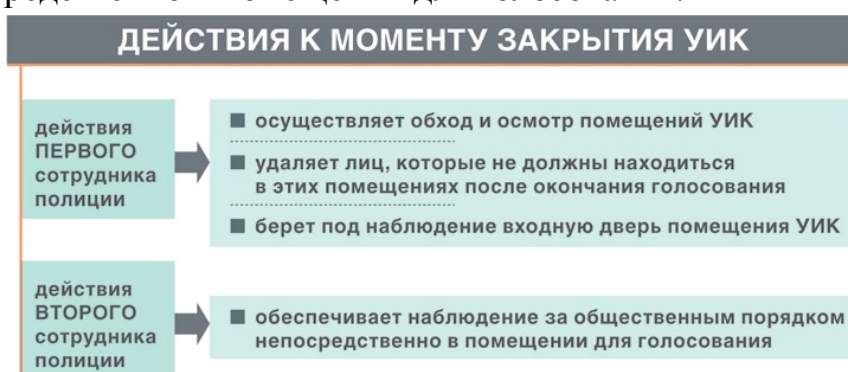 ДЕЙСТВИЯ К МОМЕНТУ ЗАКРЫТИЯ УИК
действия
ПЕРВОГО
сотрудника
полиции
осуществляет обход и осмотр помещений УИК
удаляет лиц, которые не должны находиться
в этих помещениях после окончания голосования
берет под наблюдение входную дверь помещения УИК
действия
ВТОРОГО
сотрудника
полиции
обеспечивает наблюдение за общественным порядком
непосредственно в помещении для голосования